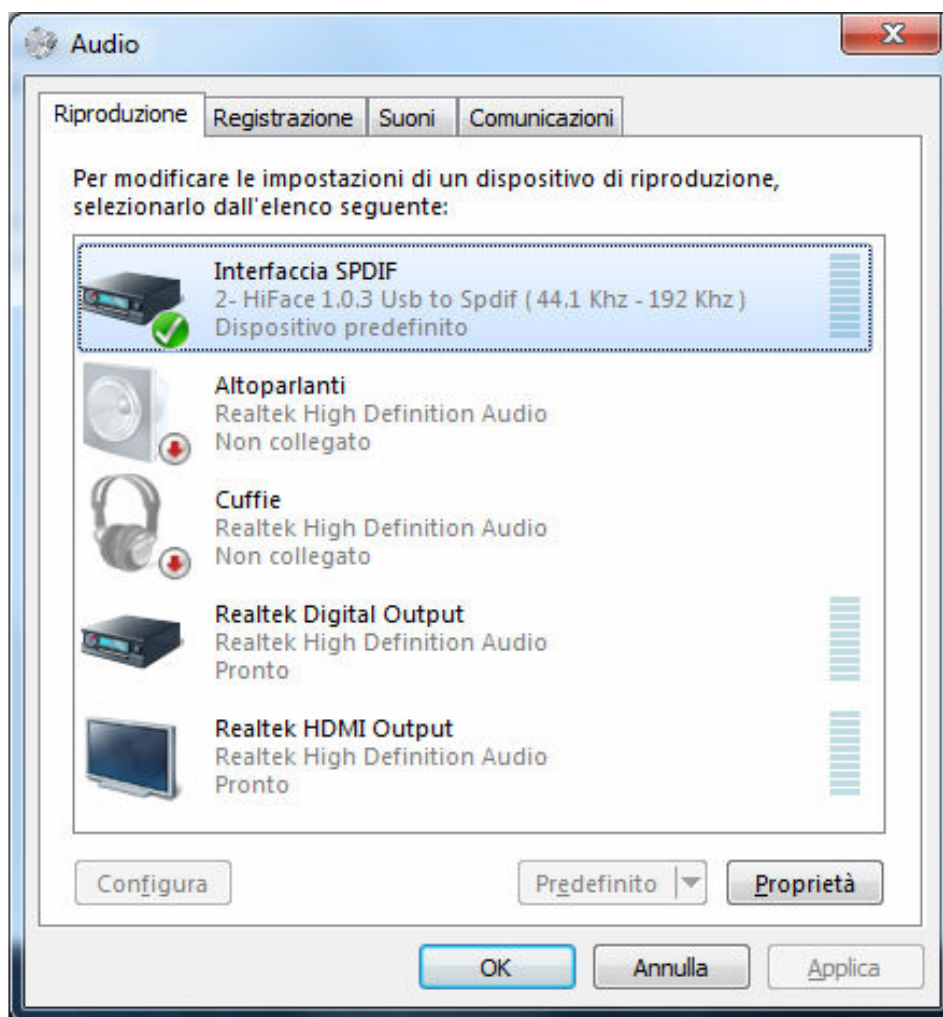 Audio
Riproduzione Registrazione Suoni Comunicazioni
Per modificare le impostazioni di un dispositivo di riproduzione,
selezionarlo dall'elenco seguente:
Interfaccia SPDIF
2- HiFace 1.0.3 Usb to Spdif ( 44.1 Khz - 192 Khz )
Dispositivo predefinito
Altoparlanti
Realtek High Definition Audio
Non collegato
Cuffie
Realtek High Definition Audio
Non collegato
Realtek Digital Output
Realtek High Definition Audio
Pronto
Realtek HDMI Output
Realtek High Definition Audio
Pronto
Configura Predefinito Proprietà
OK Annulla Applica